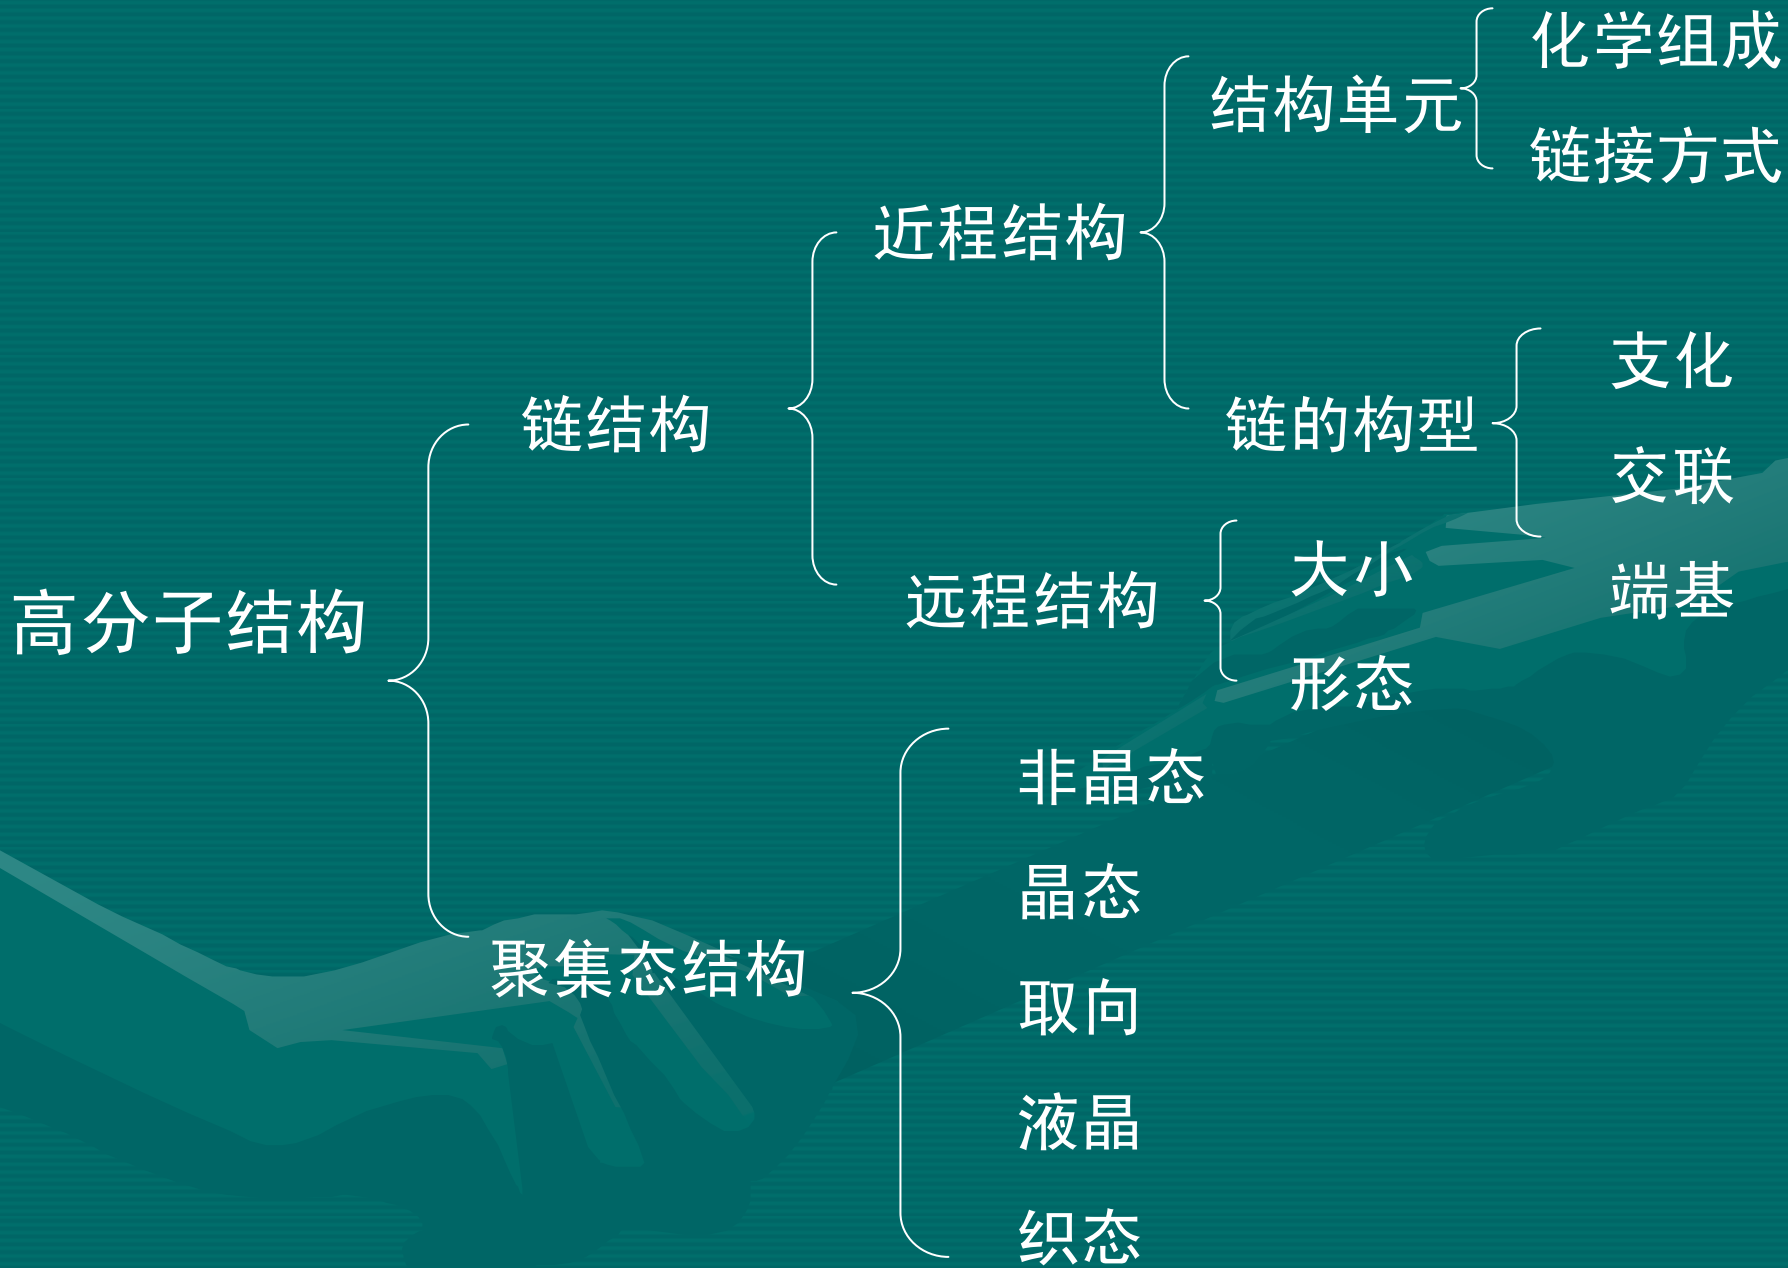 高分子结构
链结构
近程结构
结构单元
化学组成
链接方式
链的构型
支化
交联
端基
远程结构
大小
形态
聚集态结构
非晶态
晶态
取向
液晶
织态